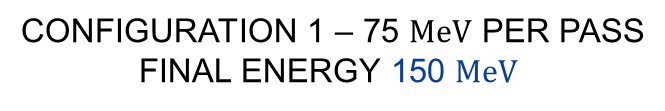 CONFIGURATION 1 – 75 MeV PER PASS
FINAL ENERGY 150 MeV